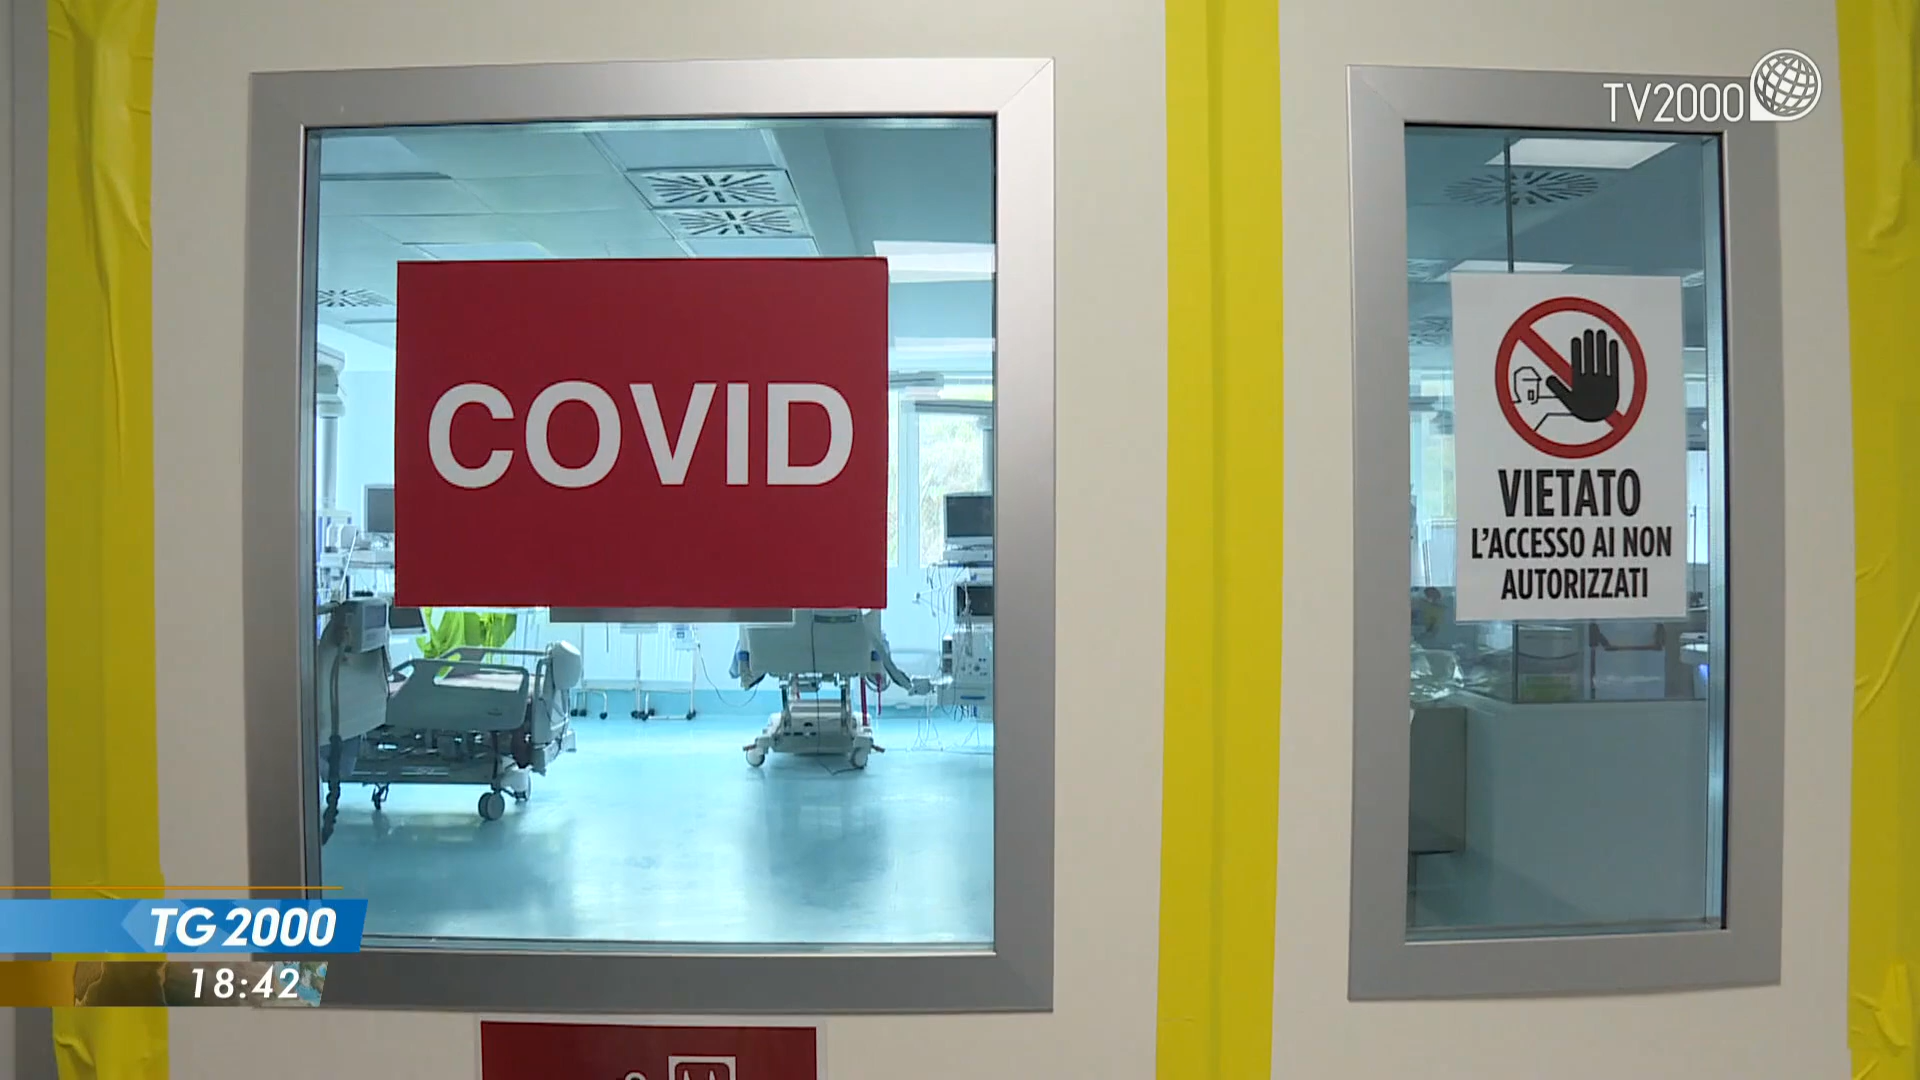 TV2000
COVID
VIETATO
L'ACCESSO AI NON
AUTORIZZATI
TG 2000
18:42